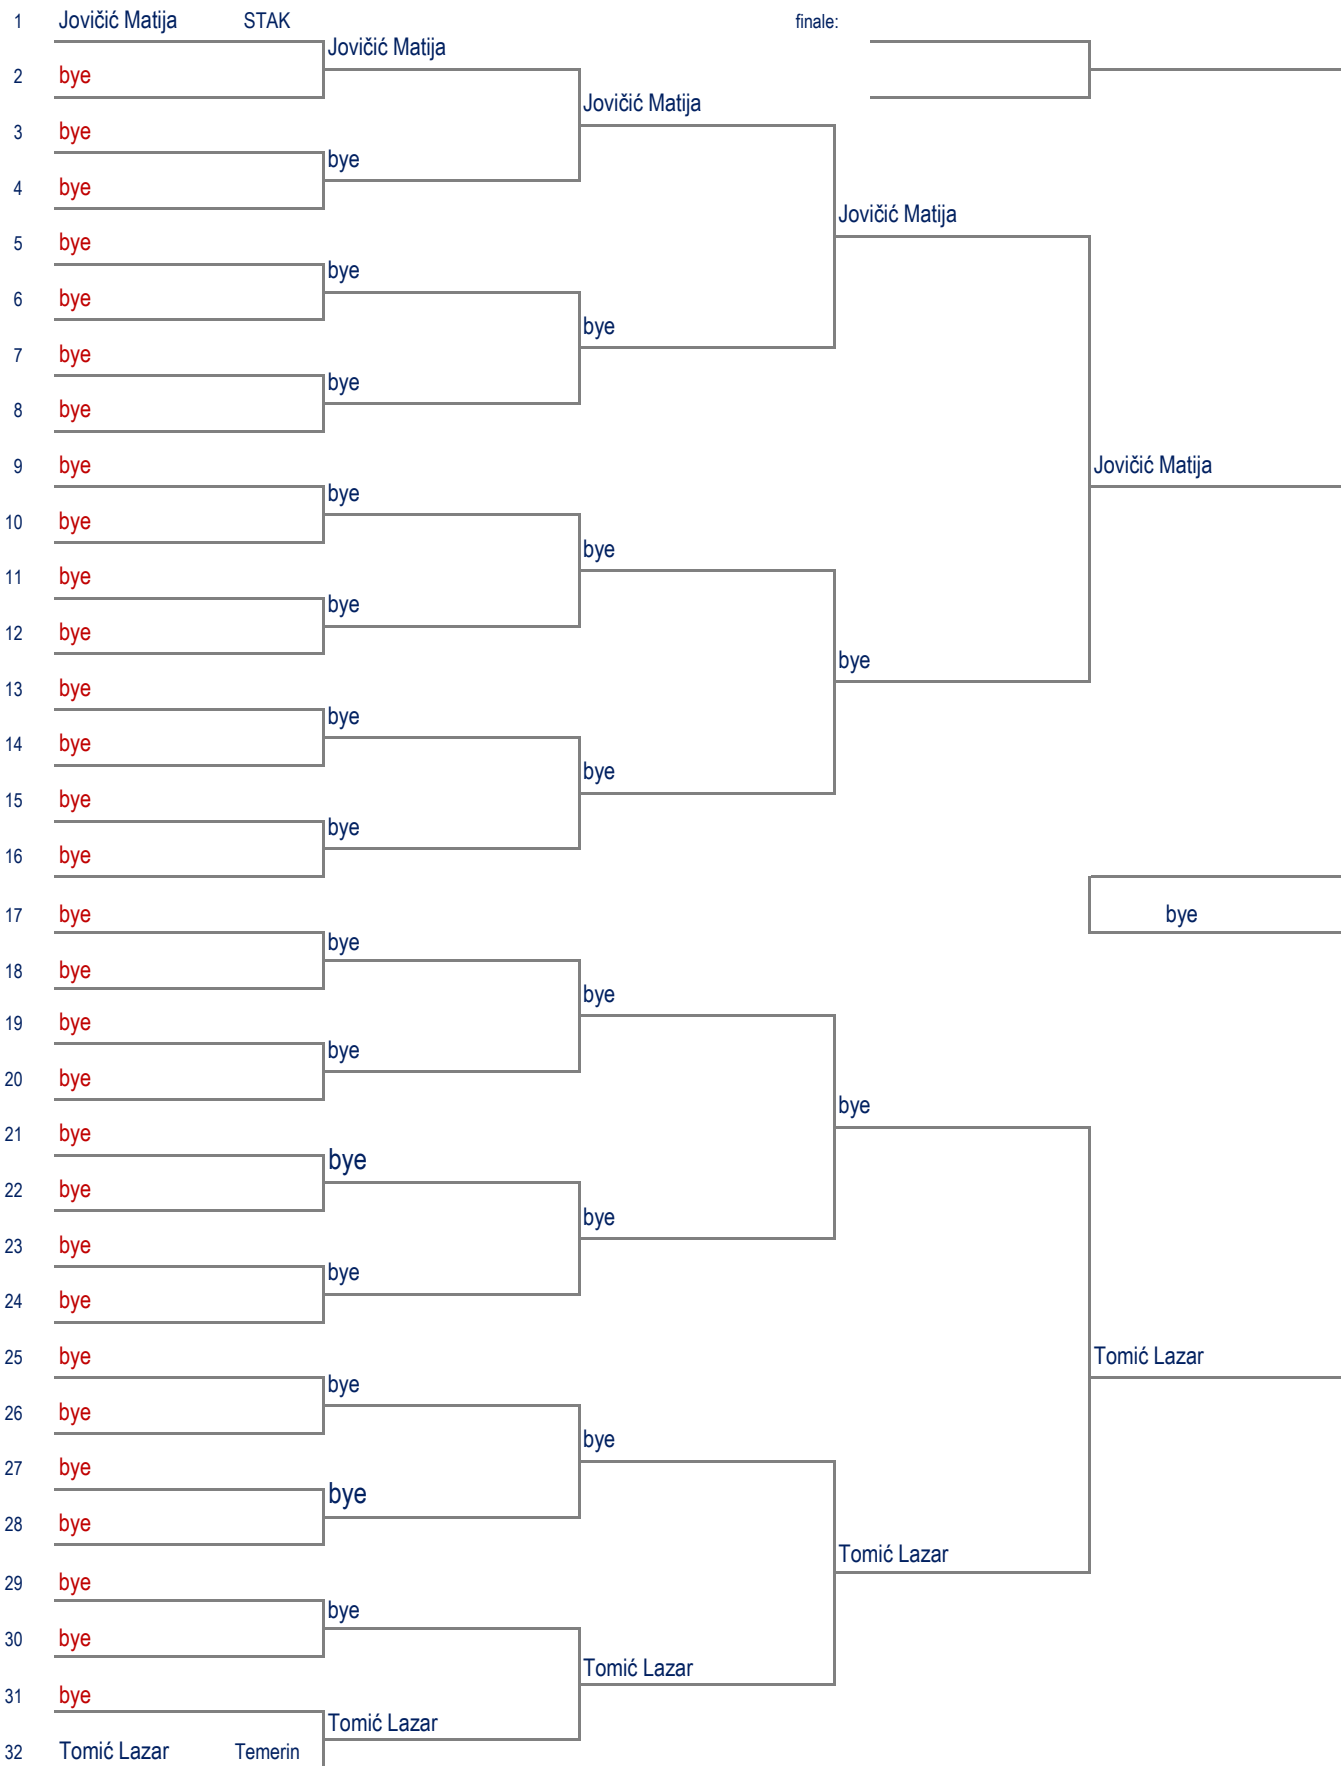 1 Jovičić Matija STAK finale:
Jovičić Matija
2 bye
Jovičić Matija
3 bye
bye
4 bye
Jovičić Matija
5 bye
bye
6 bye
bye
7 bye
bye
8 bye
9 bye Jovičić Matija
bye
10 bye
bye
11 bye
bye
12 bye
bye
13 bye
bye
14 bye
bye
15 bye
bye
16 bye
17 bye bye
bye
18 bye
bye
19 bye
bye
20 bye
bye
21 bye
bye
22 bye
bye
23 bye
bye
24 bye
25 bye Tomić Lazar
bye
26 bye
bye
27 bye
bye
28 bye
Tomić Lazar
29 bye
bye
30 bye
Tomić Lazar
31 bye
Tomić Lazar
32 Tomić Lazar Temerin